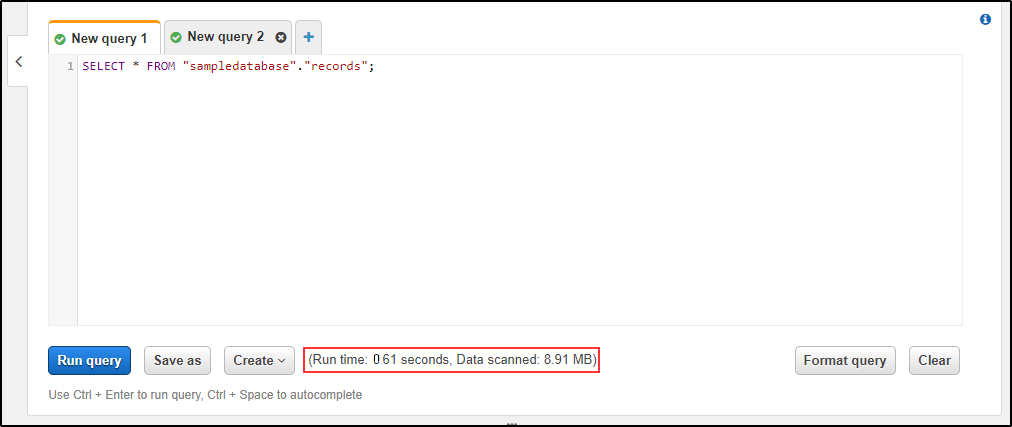 New query 1 New query 2 +
1 SELECT * FROM "sampledatabase"."records";
Run query Save as Create (Run time: 0 61 seconds, Data scanned: 8.91 MB) Format query Clear
Use Ctrl + Enter to run query, Ctrl + Space to autocomplete